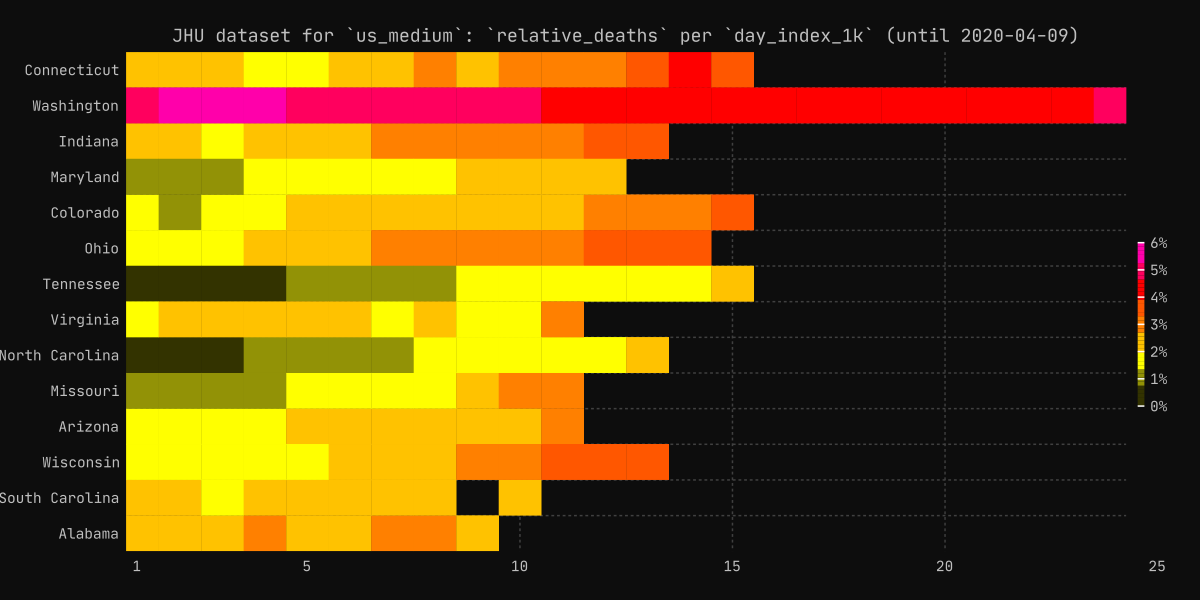 JHU dataset for `us_medium`: `relative_deaths` per `day_index_1k` (until 2020-04-09)
Connecticut
Washington
Indiana
Maryland
Colorado
Ohio
Tennessee
Virginia
North Carolina
Missouri
Arizona
Wisconsin
South Carolina
Alabama
1 5 10 15 20 25
6%
5%
4%
3%
2%
1%
0%